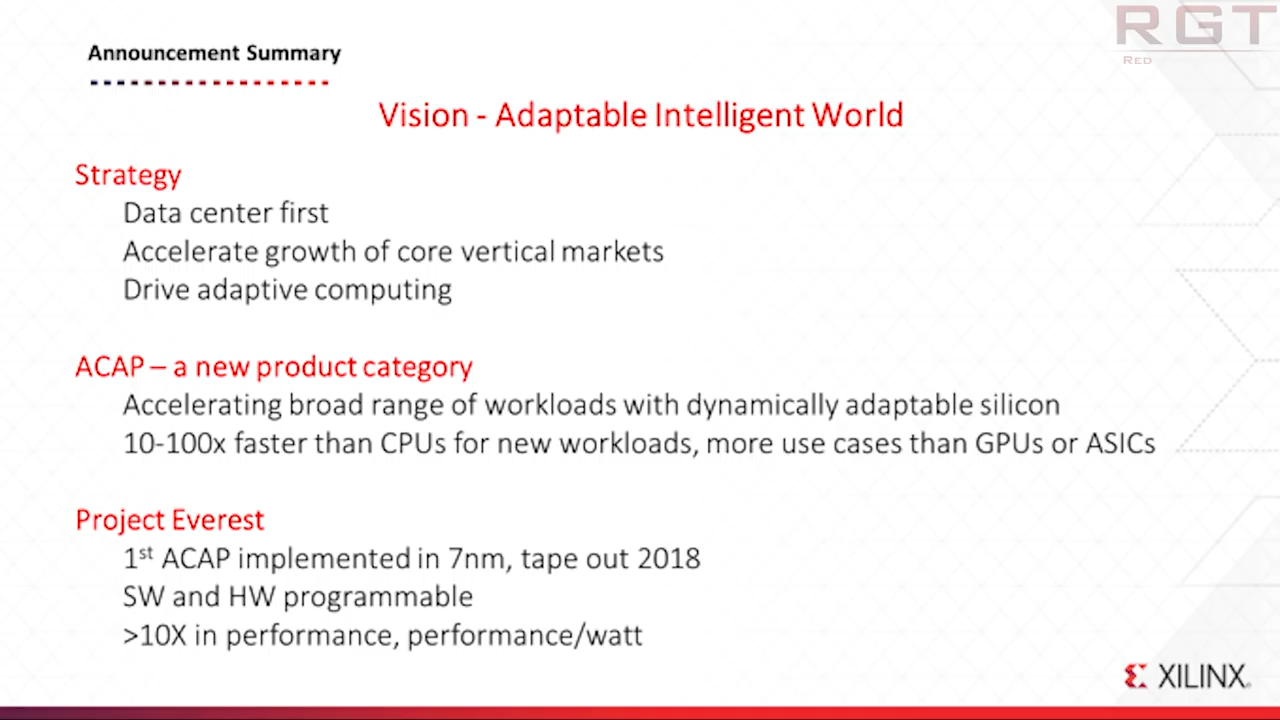 RGT
RED
Announcement Summary
Vision - Adaptable Intelligent World
Strategy
Data center first
Accelerate growth of core vertical markets
Drive adaptive computing
ACAP – a new product category
Accelerating broad range of workloads with dynamically adaptable silicon
10-100x faster than CPUs for new workloads, more use cases than GPUs or ASICs
Project Everest
1st ACAP implemented in 7nm, tape out 2018
SW and HW programmable
>10X in performance, performance/watt
XILINX